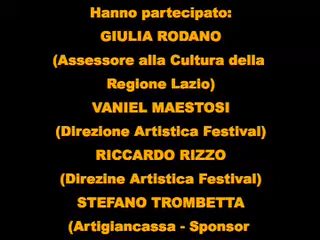 Hanno partecipato:
GIULIA RODANO
(Assessore alla Cultura della
Regione Lazio)
VANIEL MAESTOSI
(Direzione Artistica Festival)
RICCARDO RIZZO
(Direzine Artistica Festival)
STEFANO TROMBETTA
(Artigiancassa - Sponsor